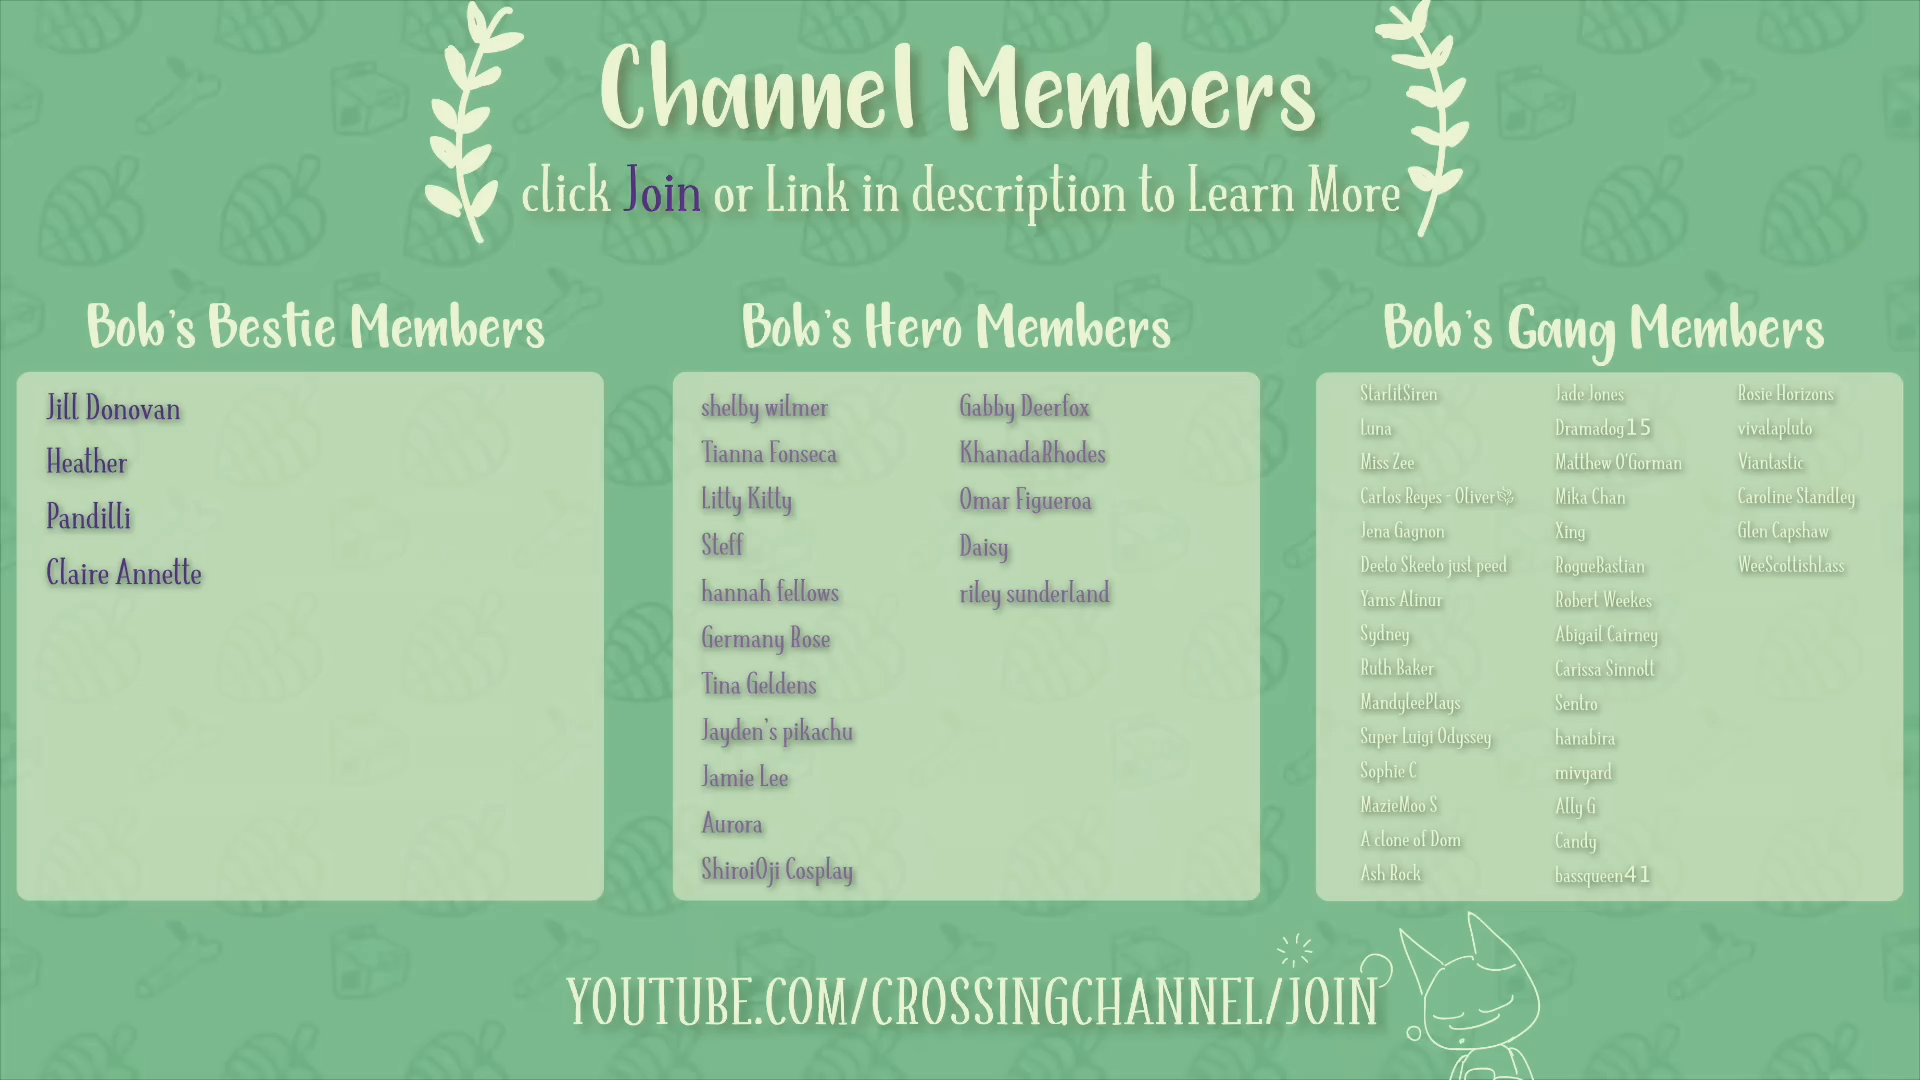 Channel Members
click Join or Link in description to Learn More
Bob's Bestie Members
Jill Donovan
Heather
Pandilli
Claire Annette
Bob's Hero Members
shelby wilmer
Tianna Fonseca
Litty Kitty
Steff
hannah fellows
Germany Rose
Tina Geldens
Jayden's pikachu
Jamie Lee
Aurora
ShiroiOji Cosplay
Gabby Deerfox
KhanadaRhodes
Omar Figueroa
Daisy
riley sunderland
Bob's Gang Members
StarlitSiren
Luna
Miss Zee
Carlos Reyes - Oliver
Jena Gagnon
Deeto Skeeto just peed
Yams Alinur
Sydney
Ruth Baker
MandyleePlays
Super Luigi Odyssey
Sophie C
MazieMoo S
A clone of Dom
Ash Rock
Jade Jones
Dramadog15
Matthew O'Gorman
Mika Chan
Xing
RogueBastian
Robert Weekes
Abigail Cairney
Carissa Sinnott
Sentro
hanabira
mivyard
Ally G
Candy
bassqueen41
Rosie Horizons
vivalapluto
Viantastic
Caroline Standley
Glen Capshaw
WeeScottishLass
YOUTUBE.COM/CROSSINGCHANNEL/JOIN